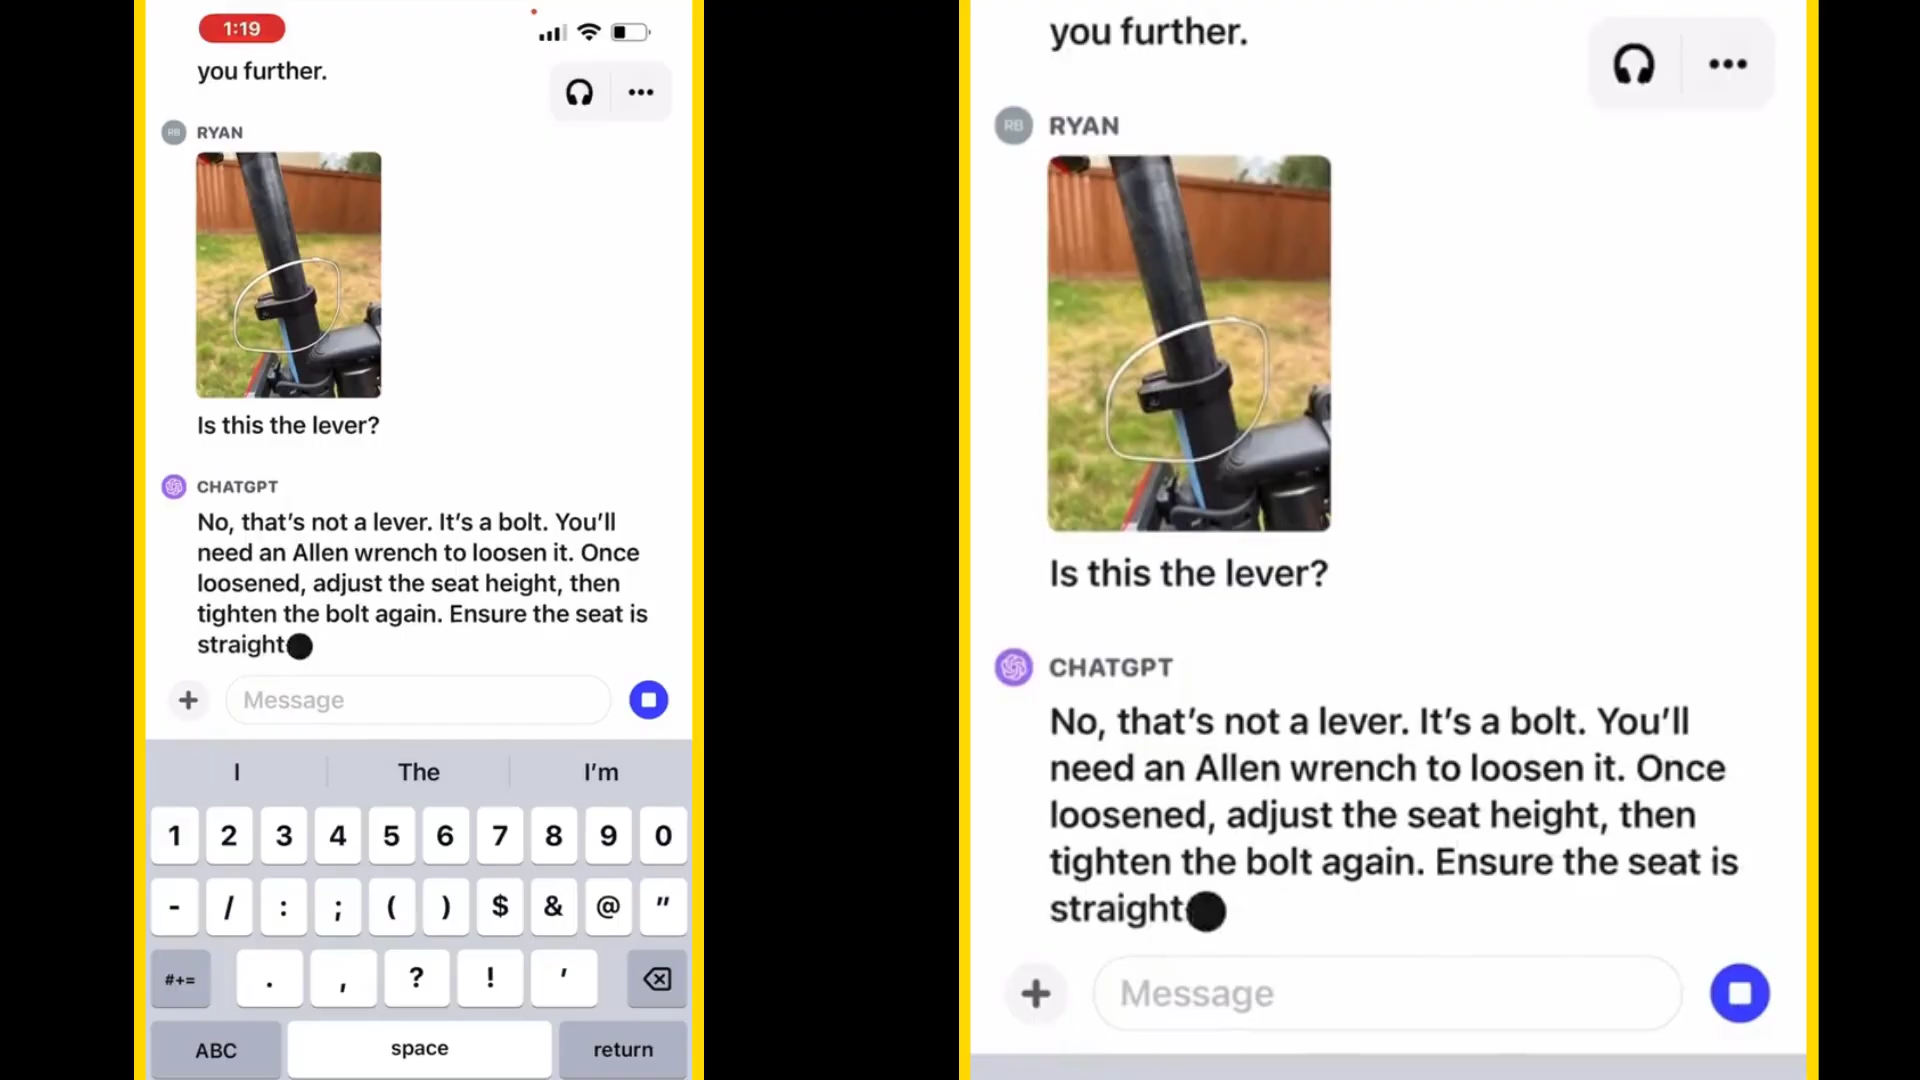 1:19
you further.
RB RYAN
Is this the lever?
CHATGPT
No, that’s not a lever. It’s a bolt. You’ll
need an Allen wrench to loosen it. Once
loosened, adjust the seat height, then
tighten the bolt again. Ensure the seat is
straight
Message
I The I’m
1 2 3 4 5 6 7 8 9 0
- / : ; ( ) $ & @ "
#+= . , ? ! ’
ABC space return
you further.
RB RYAN
Is this the lever?
CHATGPT
No, that’s not a lever. It’s a bolt. You’ll
need an Allen wrench to loosen it. Once
loosened, adjust the seat height, then
tighten the bolt again. Ensure the seat is
straight
Message